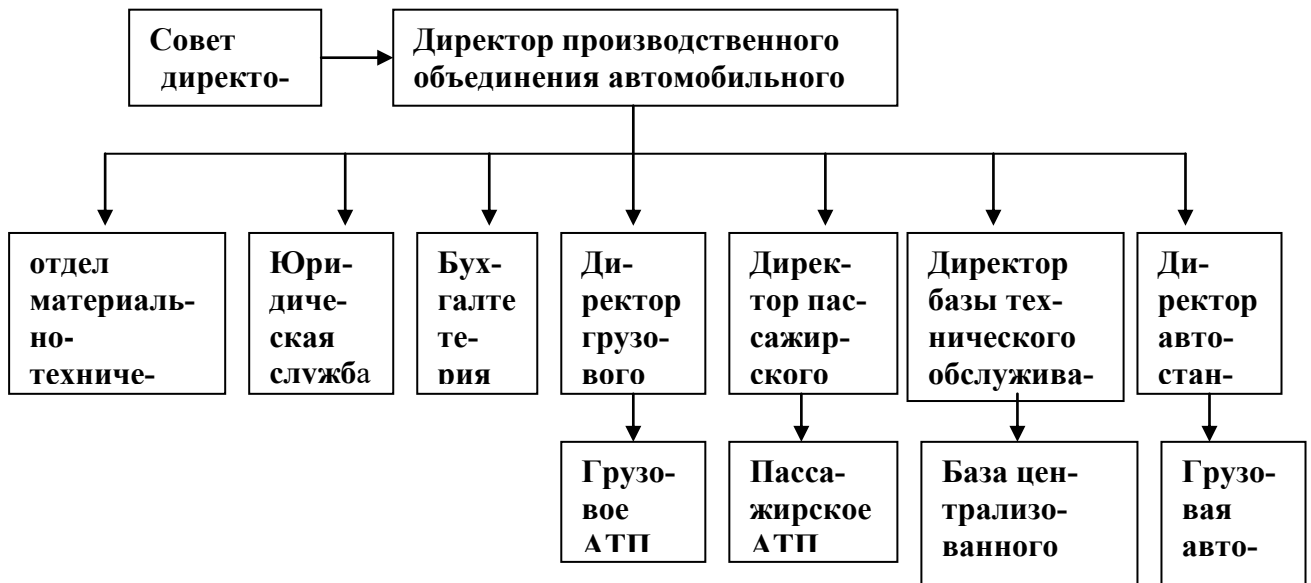 Совет
директо-
Директор производственного
объединения автомобильного
отдел
материаль-
но-
техниче-
Юри-
диче-
ская
служба
Бух-
галте
те-
рия
Ди-
ректор
грузо-
вого
Дирек-
тор пас-
сажир-
ского
Директор
базы тех-
нического
обслужива-
Ди-
ректор
авто-
стан-
Грузо-
вое
АТП
Пасса-
жирское
АТП
База цен-
трализо-
ванного
Грузо-
вая
авто-